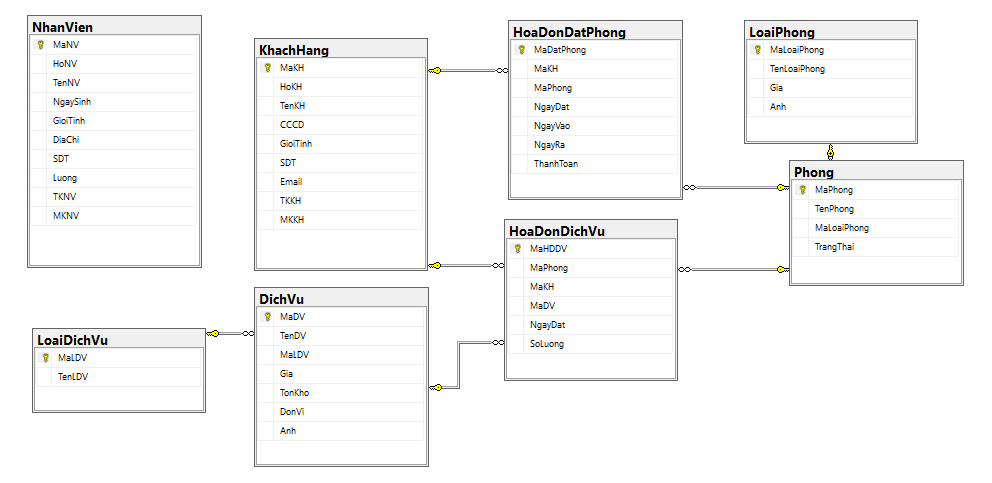 NhanVien
MaNV
HoNV
TenNV
NgaySinh
GioiTinh
DiaChi
SDT
Luong
TKNV
MKNV
KhachHang
MaKH
HoKH
TenKH
CCCD
GioiTinh
SDT
Email
TKKH
MKKH
HoaDonDatPhong
MaDatPhong
MaKH
MaPhong
NgayDat
NgayVao
NgayRa
ThanhToan
LoaiPhong
MaLoaiPhong
TenLoaiPhong
Gia
Anh
Phong
MaPhong
TenPhong
MaLoaiPhong
TrangThai
HoaDonDichVu
MaHDDV
MaPhong
MaKH
MaDV
NgayDat
SoLuong
DichVu
MaDV
TenDV
MaLDV
Gia
TonKho
DonVi
Anh
LoaiDichVu
MaLDV
TenLDV